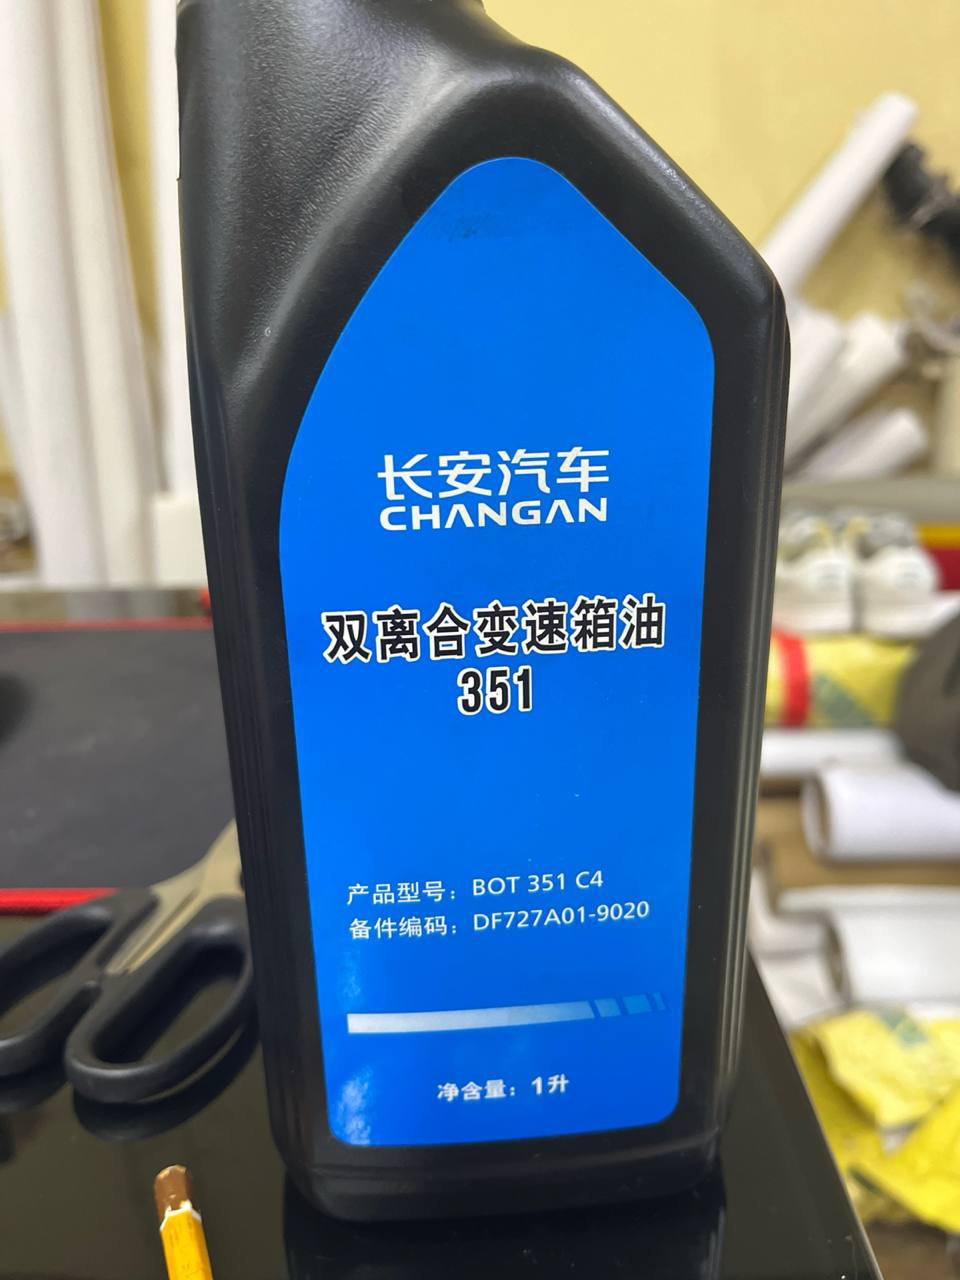 长安汽车
CHANGAN
双离合变速箱油
351
产品型号：BOT 351 C4
备件编码：DF727A01-9020
净含量：1升